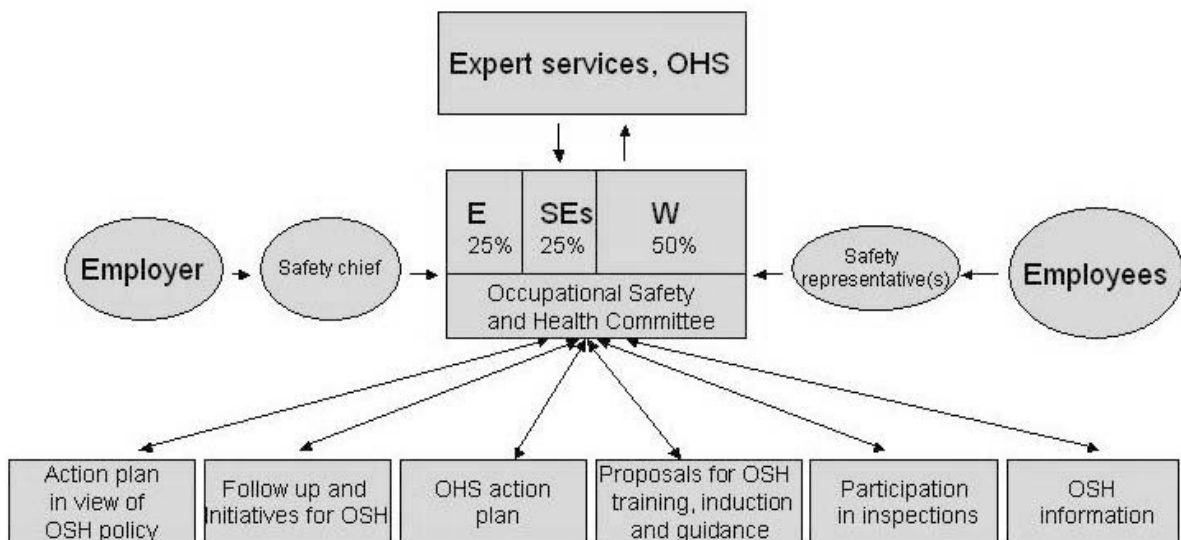 Expert services, OHS
E
25%
SEs
25%
W
50%
Employer
Safety chief
Occupational Safety
and Health Committee
Safety
representative(s)
Employees
Action plan
in view of
OSH policy
Follow up and
Initiatives for OSH
OHS action
plan
Proposals for OSH
training, induction
and guidance
Participation
in inspections
OSH
information